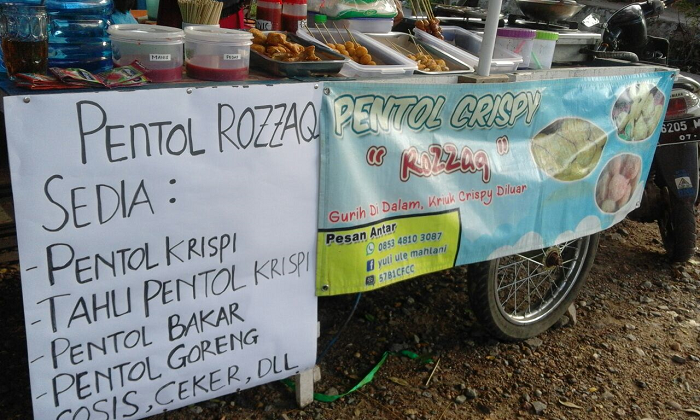 MANIS
PEDAS
PENTOL ROZZAQ
SEDIA :
- PENTOL KRISPI
- TAHU PENTOL KRISPI
- PENTOL BAKAR
- PENTOL GORENG
SOSIS, CEKER, DLL
PENTOL CRISPY
" Rozzaq "
Gurih Di Dalam, Kriuk Crispy Diluar
Pesan Antar
0853 4810 3087
yuli ule mahtani
5781CFCC
6205